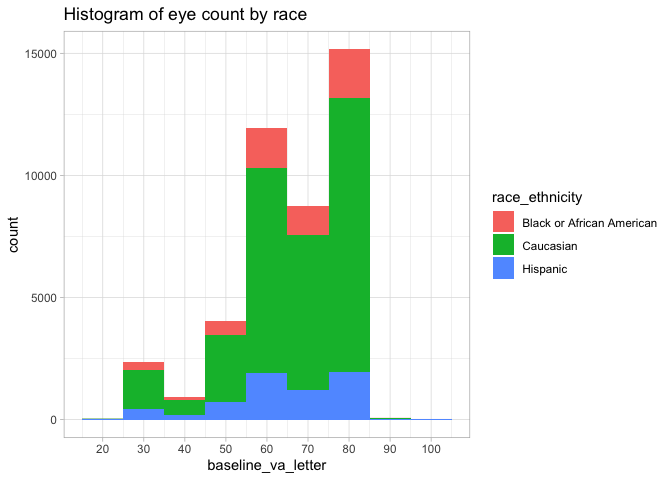 Histogram of eye count by race
15000
10000
5000
0
count
20 30 40 50 60 70 80 90 100
baseline_va_letter
race_ethnicity
Black or African American
Caucasian
Hispanic